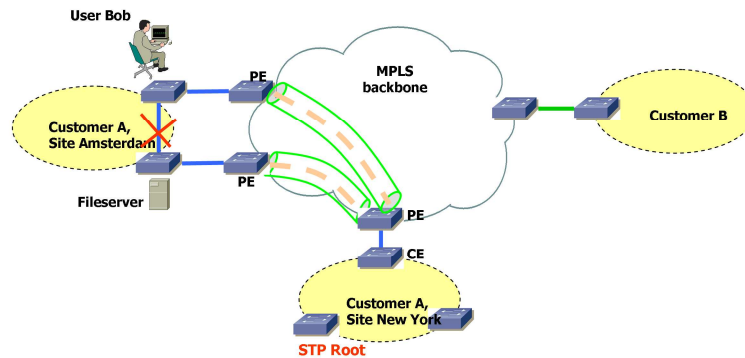 User Bob
PE
MPLS
backbone
Customer A,
Site Amsterdam
Customer B
PE
Fileserver
PE
CE
Customer A,
Site New York
STP Root